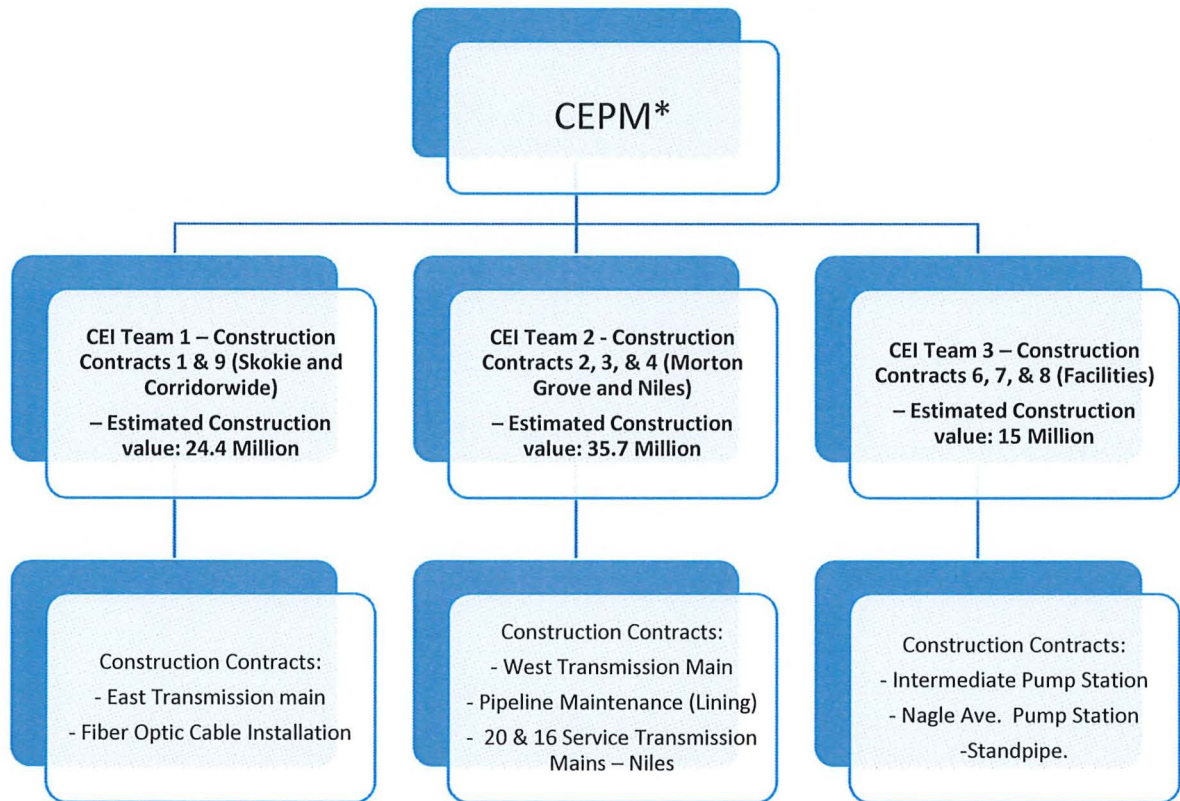 CEPM*
CEI Team 1 – Construction
Contracts 1 & 9 (Skokie and
Corridorwide)
– Estimated Construction
value: 24.4 Million
CEI Team 2 - Construction
Contracts 2, 3, & 4 (Morton
Grove and Niles)
– Estimated Construction
value: 35.7 Million
CEI Team 3 – Construction
Contracts 6, 7, & 8 (Facilities)
– Estimated Construction
value: 15 Million
Construction Contracts:
- East Transmission main
- Fiber Optic Cable Installation
Construction Contracts:
- West Transmission Main
- Pipeline Maintenance (Lining)
- 20 & 16 Service Transmission
Mains – Niles
Construction Contracts:
- Intermediate Pump Station
- Nagle Ave. Pump Station
-Standpipe.